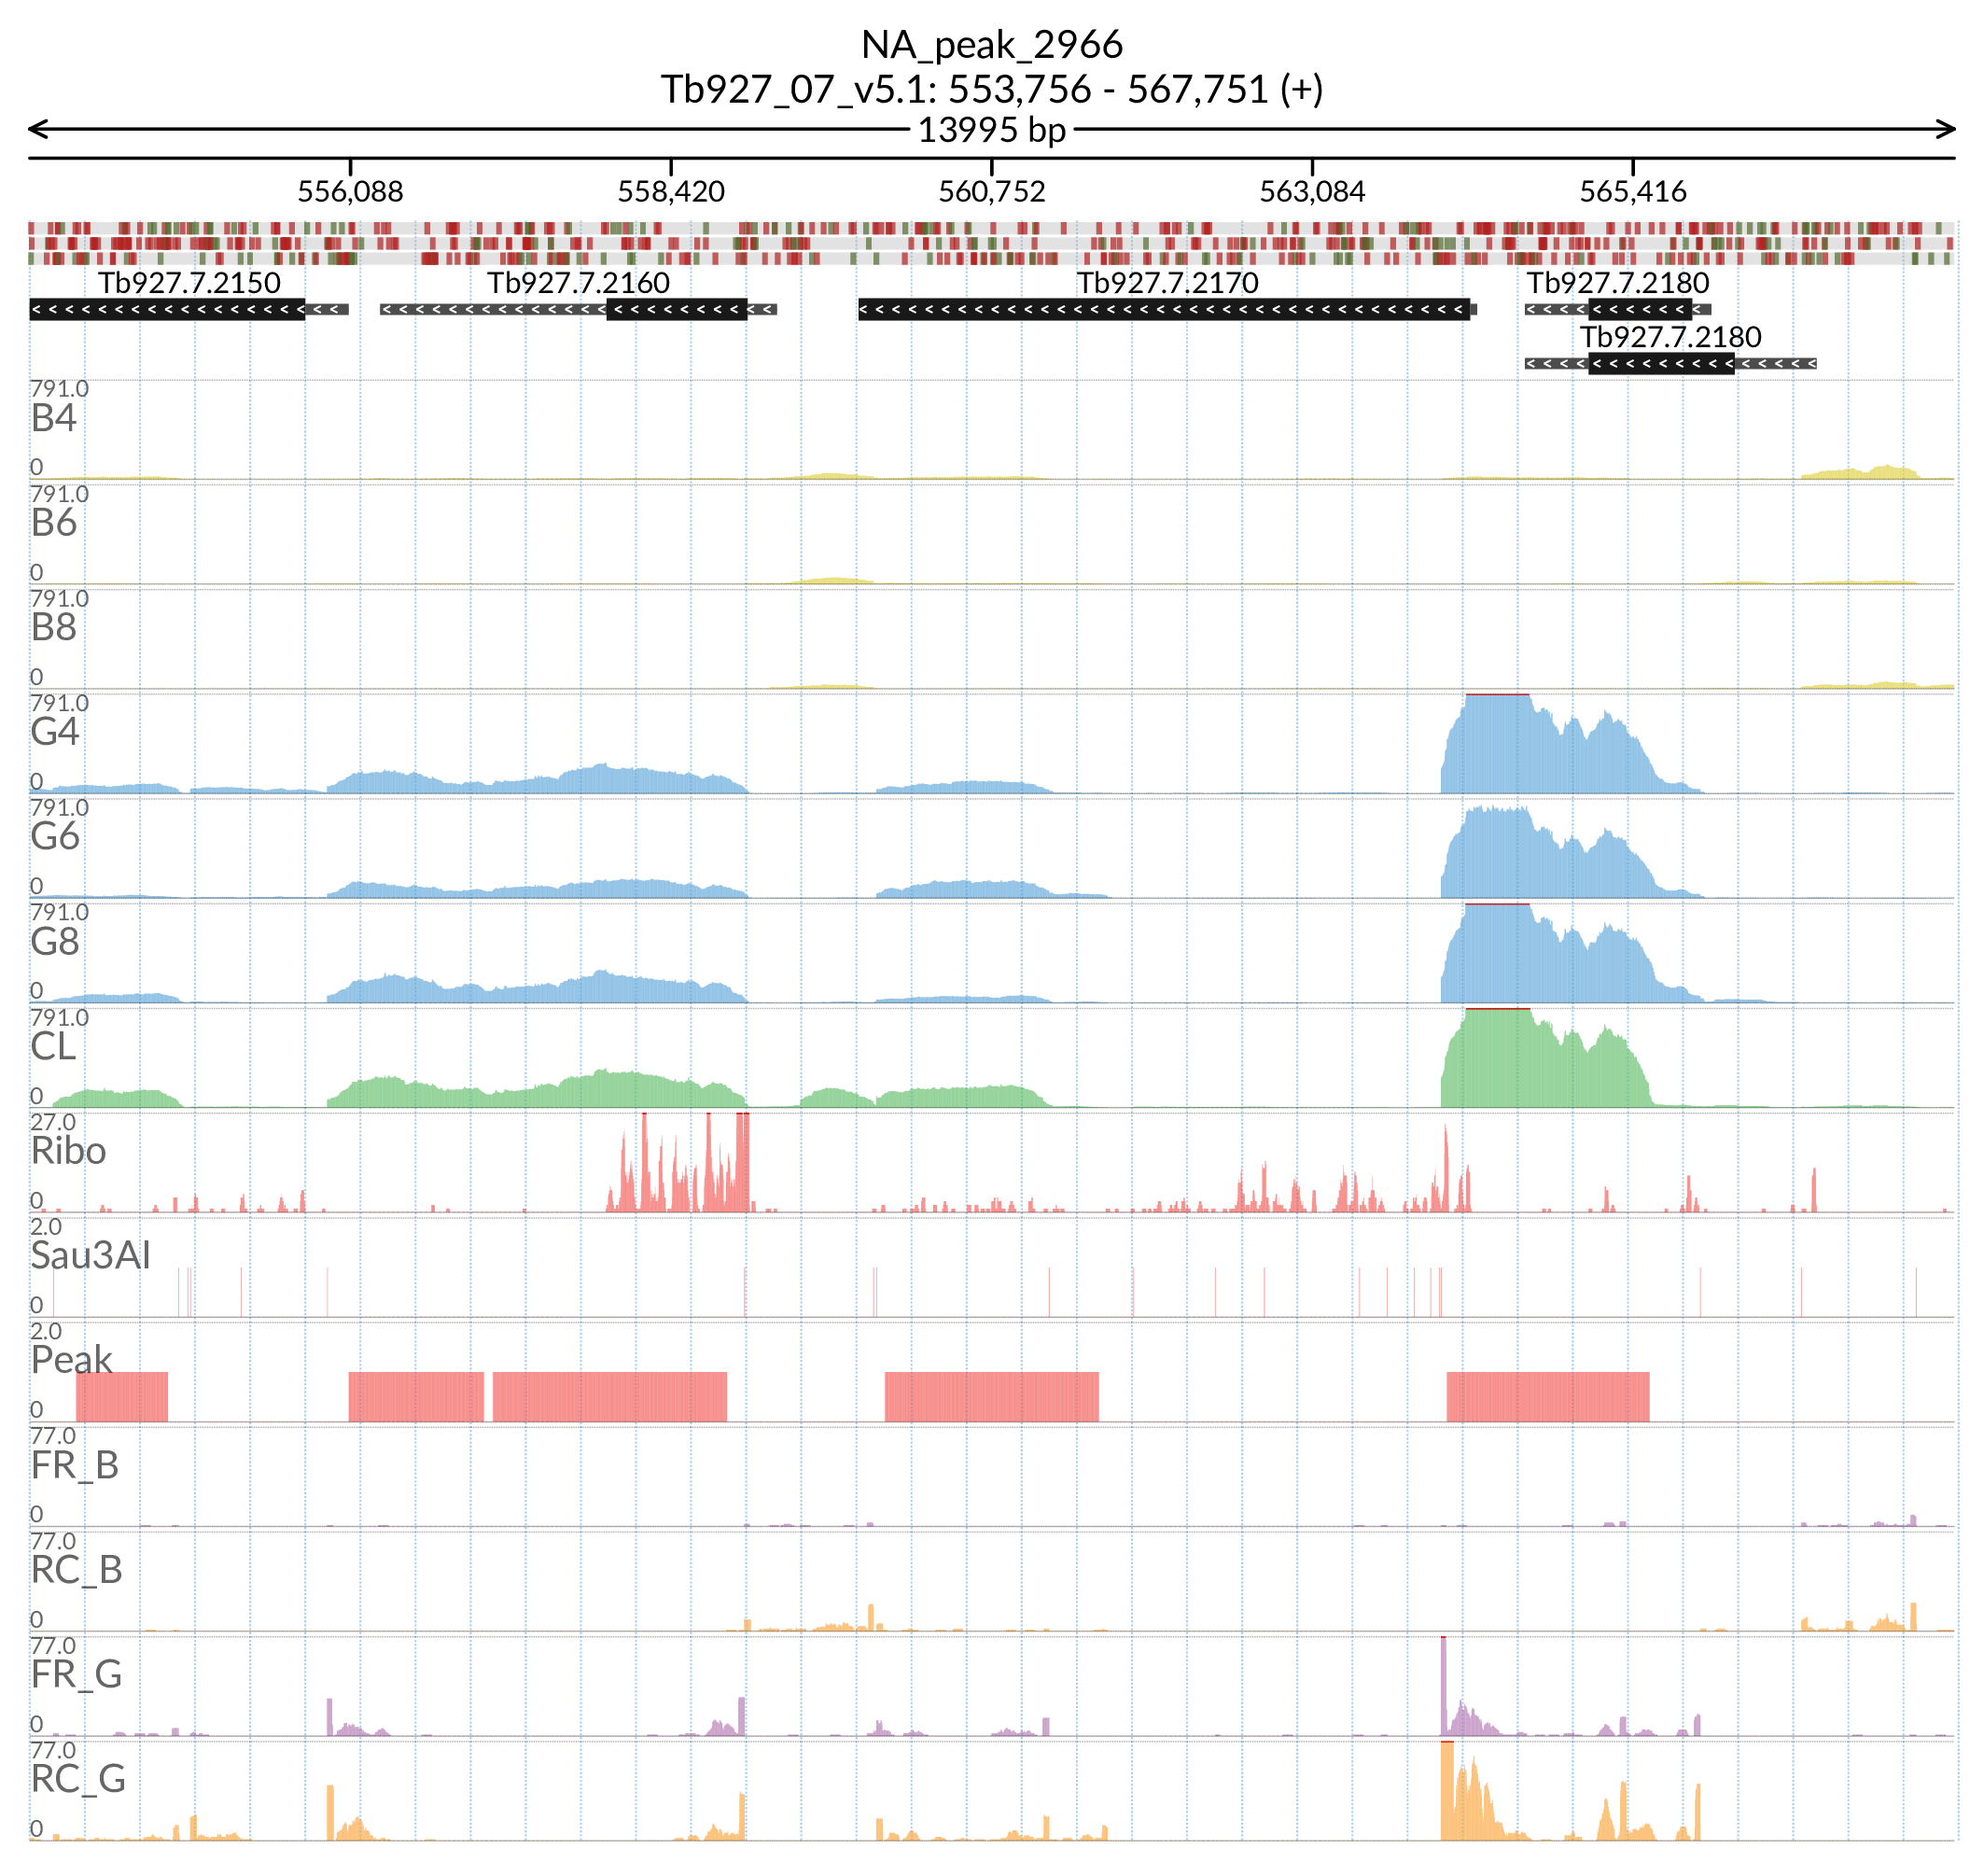 NA_peak_2966
Tb927_07_v5.1: 553,756 - 567,751 (+)
13995 bp
556,088 558,420 560,752 563,084 565,416
Tb927.7.2150 Tb927.7.2160 Tb927.7.2170 Tb927.7.2180
Tb927.7.2180
791.0
B4
0
791.0
B6
0
791.0
B8
0
791.0
G4
0
791.0
G6
0
791.0
G8
0
791.0
CL
0
27.0
Ribo
0
2.0
Sau3AI
0
2.0
Peak
0
77.0
FR_B
0
77.0
RC_B
0
77.0
FR_G
0
77.0
RC_G
0